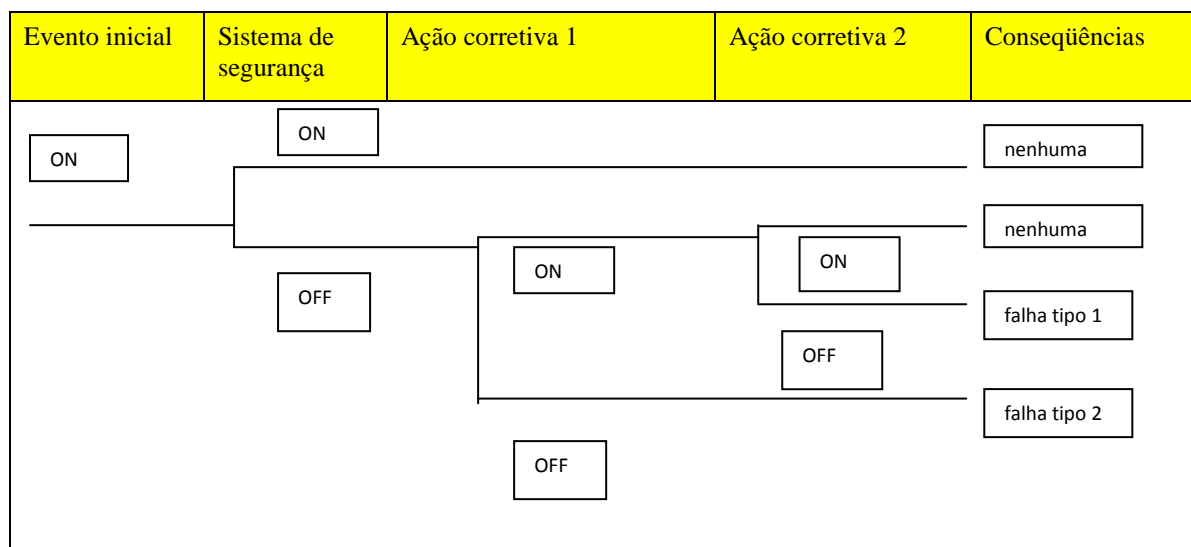 Evento inicial
Sistema de
segurança
Ação corretiva 1
Ação corretiva 2
Conseqüências
ON
ON
nenhuma
nenhuma
ON
ON
OFF
falha tipo 1
OFF
falha tipo 2
OFF